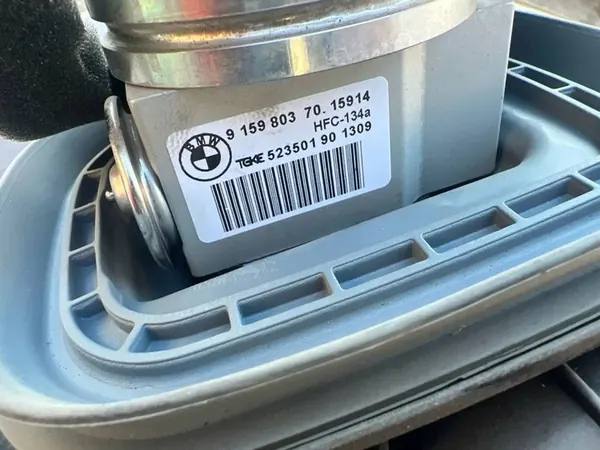 BMW
9 159 803 70.15914
HFC-134a
TGKE 523501 90 1309